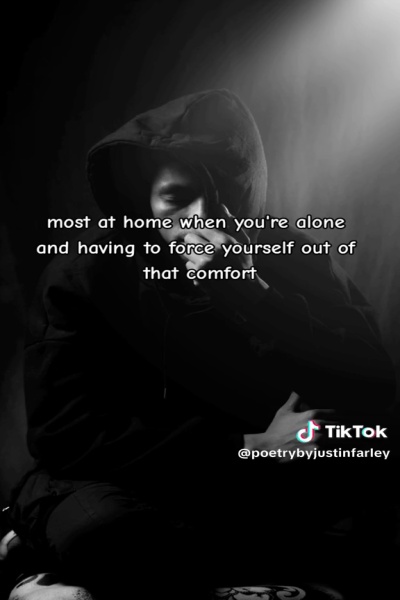 most at home when you're alone
and having to force yourself out of
that comfort
TikTok
@poetrybyjustinfarley